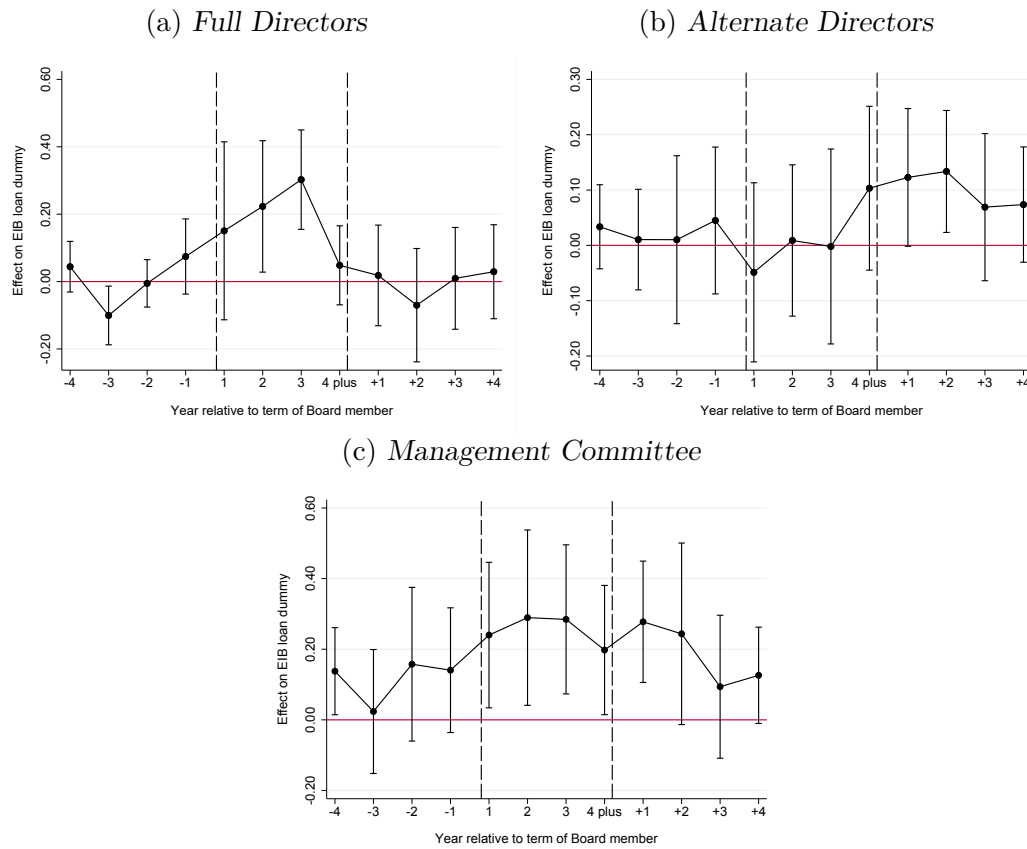 (a) Full Directors
0.60
0.40
0.20
0.00
-0.20
Effect on EIB loan dummy
-4 -3 -2 -1 1 2 3 4 plus +1 +2 +3 +4
Year relative to term of Board member
(b) Alternate Directors
0.30
0.20
0.10
0.00
-0.10
-0.20
Effect on EIB loan dummy
-4 -3 -2 -1 1 2 3 4 plus +1 +2 +3 +4
Year relative to term of Board member
(c) Management Committee
0.60
0.40
0.20
0.00
-0.20
Effect on EIB loan dummy
-4 -3 -2 -1 1 2 3 4 plus +1 +2 +3 +4
Year relative to term of Board member